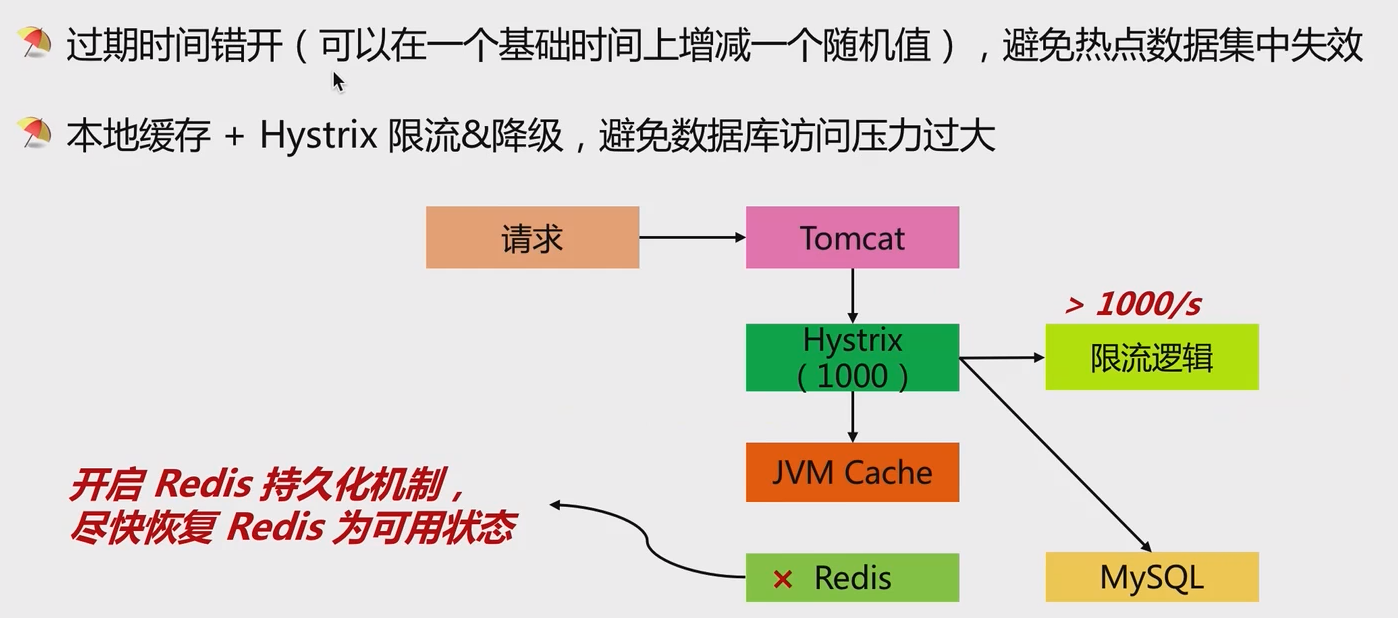 过期时间错开（可以在一个基础时间上增减一个随机值），避免热点数据集中失效
本地缓存 + Hystrix 限流&降级，避免数据库访问压力过大
请求
Tomcat
> 1000/s
Hystrix
（1000）
限流逻辑
JVM Cache
开启 Redis 持久化机制，
尽快恢复 Redis 为可用状态
× Redis
MySQL